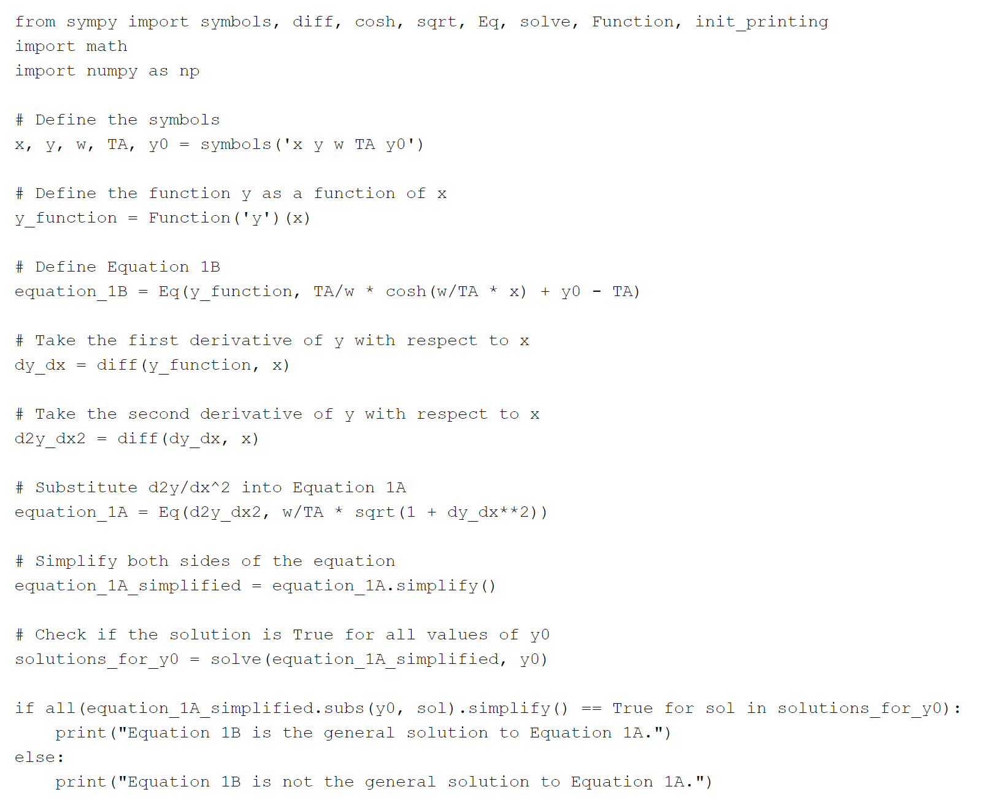 from sympy import symbols, diff, cosh, sqrt, Eq, solve, Function, init_printing
import math
import numpy as np
# Define the symbols
x, y, w, TA, y0 = symbols('x y w TA y0')
# Define the function y as a function of x
y_function = Function('y')(x)
# Define Equation 1B
equation_1B = Eq(y_function, TA/w * cosh(w/TA * x) + y0 - TA)
# Take the first derivative of y with respect to x
dy_dx = diff(y_function, x)
# Take the second derivative of y with respect to x
d2y_dx2 = diff(dy_dx, x)
# Substitute d2y/dx^2 into Equation 1A
equation_1A = Eq(d2y_dx2, w/TA * sqrt(1 + dy_dx**2))
# Simplify both sides of the equation
equation_1A_simplified = equation_1A.simplify()
# Check if the solution is True for all values of y0
solutions_for_y0 = solve(equation_1A_simplified, y0)
if all(equation_1A_simplified.subs(y0, sol).simplify() == True for sol in solutions_for_y0):
    print("Equation 1B is the general solution to Equation 1A.")
else:
    print("Equation 1B is not the general solution to Equation 1A.")